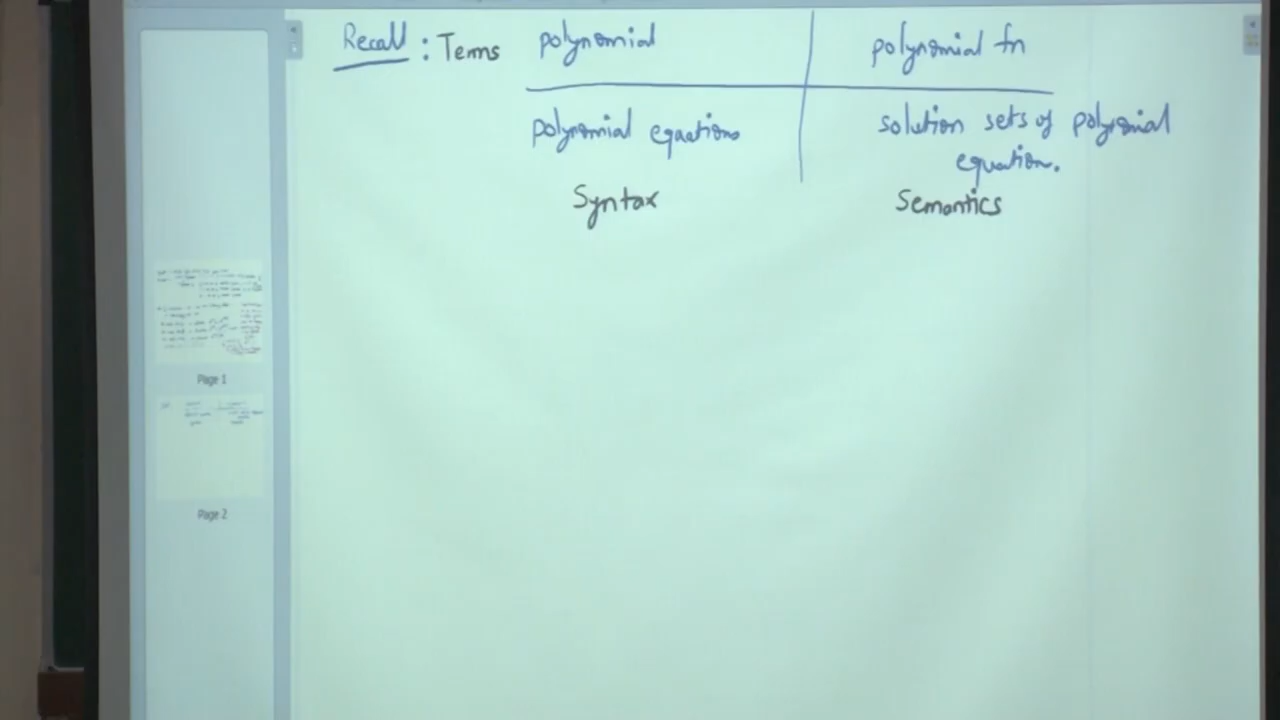 Recall : Terms polynomial polynomial fn
polynomial equations solution sets of polynomial
equation.
Syntax Semantics
Page 1
Page 2